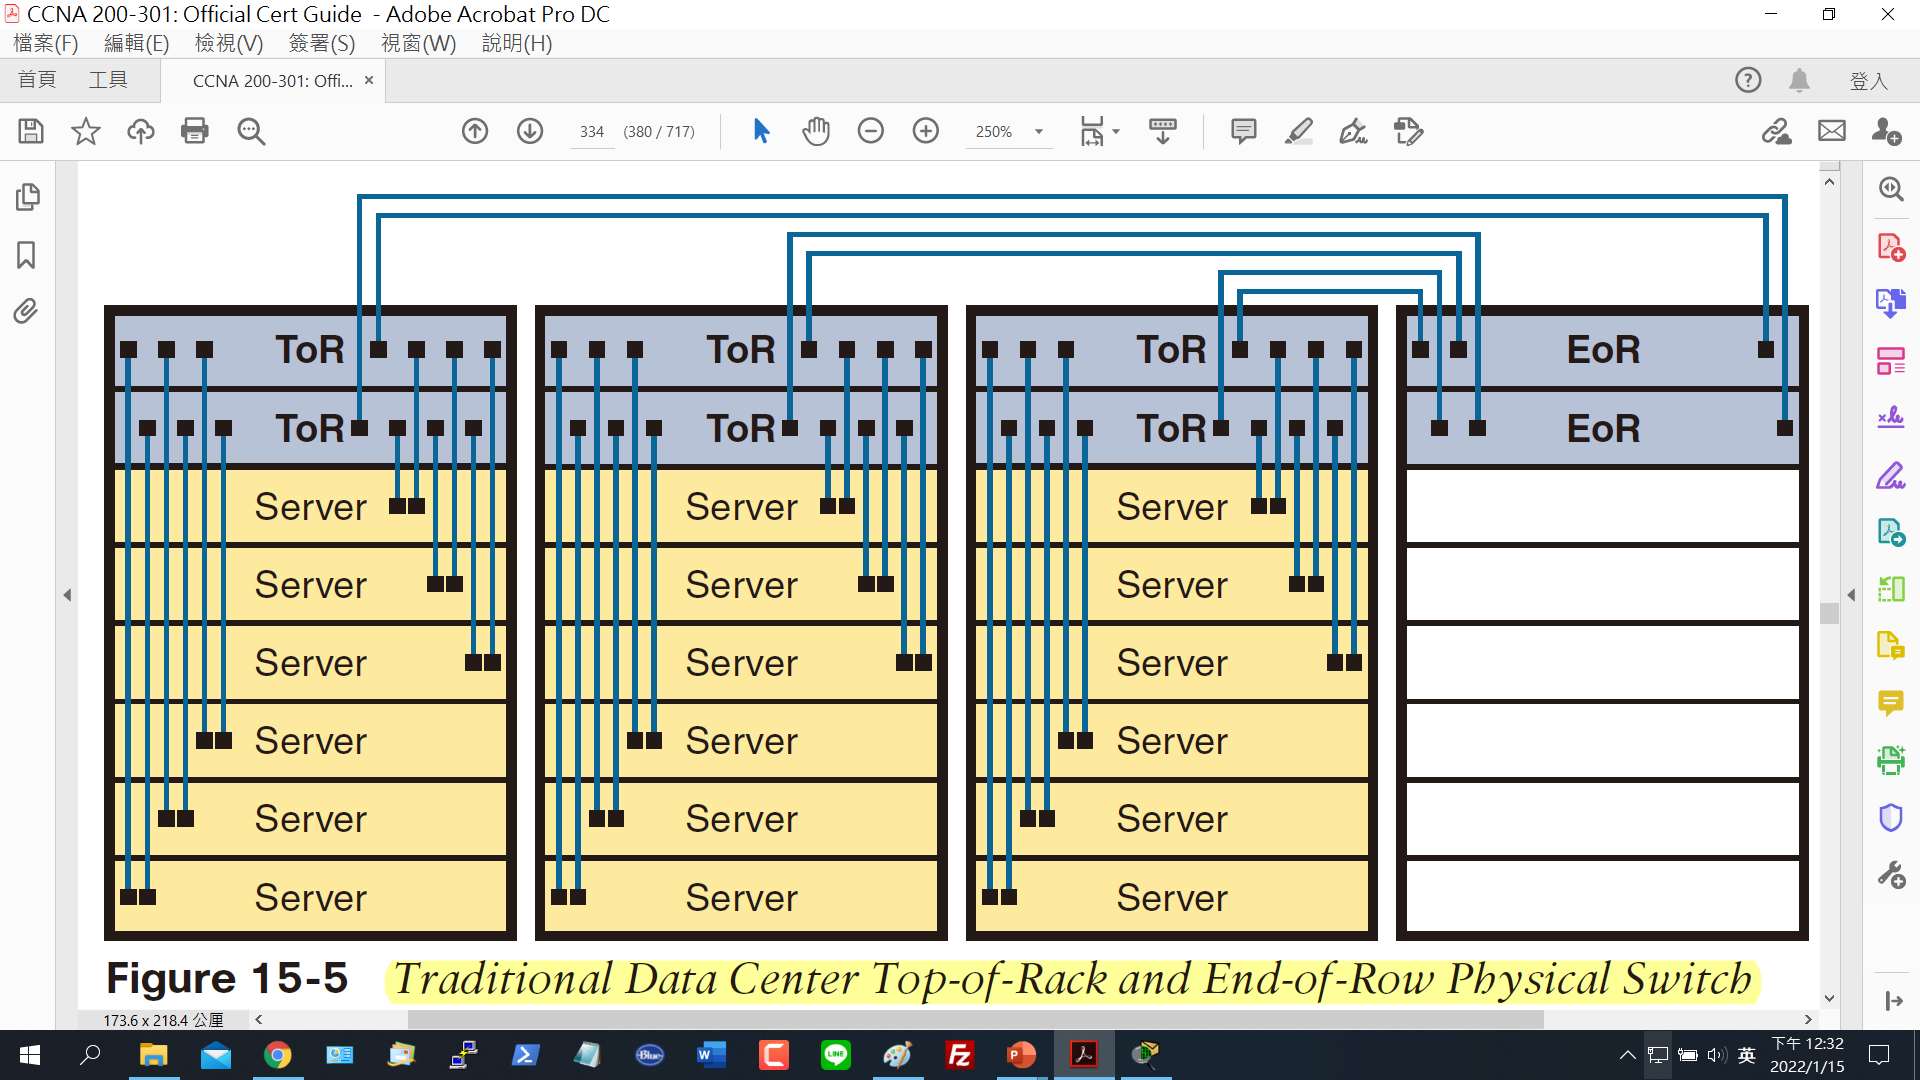 CCNA 200-301: Official Cert Guide - Adobe Acrobat Pro DC
檔案(F) 編輯(E) 檢視(V) 簽署(S) 視窗(W) 說明(H)
首頁 工具 CCNA 200-301: Offi... × 登入
334 (380 / 717) 250%
ToR ToR ToR EoR
ToR ToR ToR EoR
Server Server Server
Server Server Server
Server Server Server
Server Server Server
Server Server Server
Server Server Server
Figure 15-5 Traditional Data Center Top-of-Rack and End-of-Row Physical Switch
173.6 x 218.4 公厘
英 下午 12:32
2022/1/15